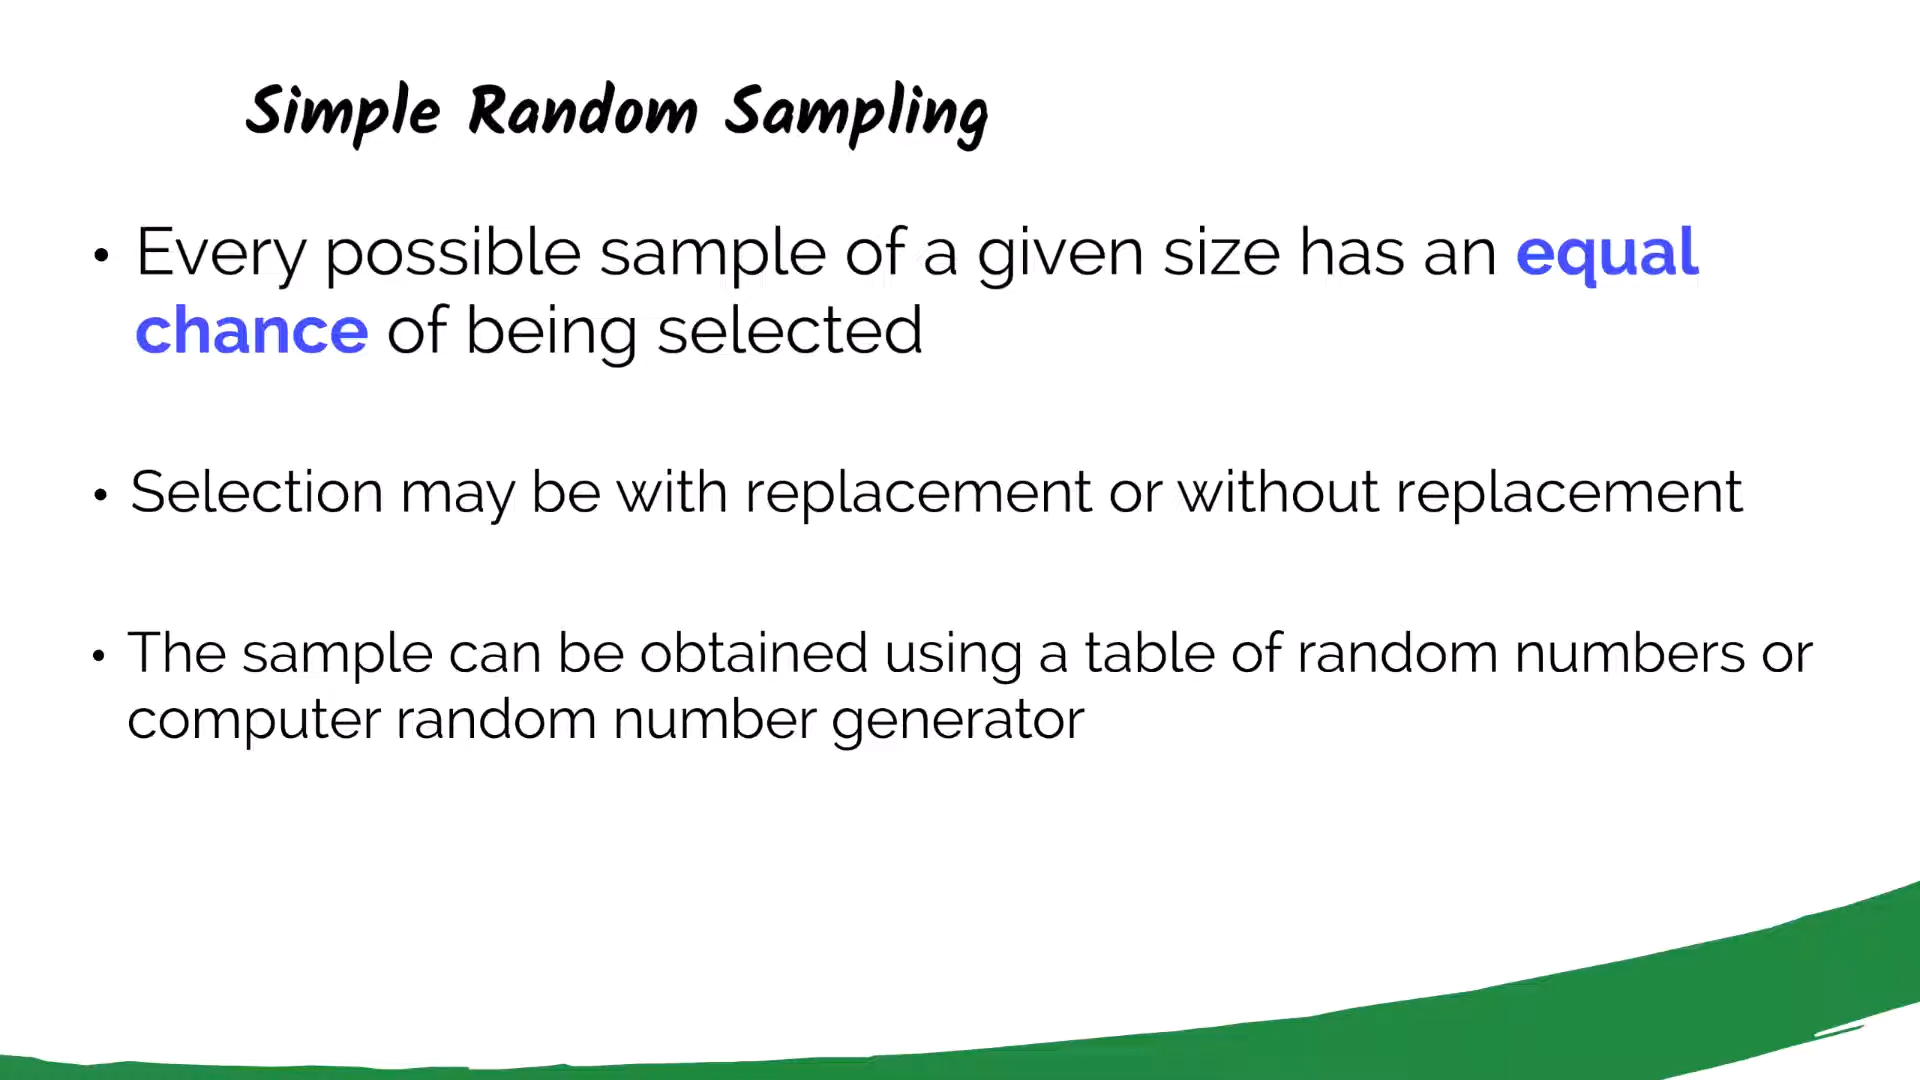 Simple Random Sampling
• Every possible sample of a given size has an equal
chance of being selected
• Selection may be with replacement or without replacement
• The sample can be obtained using a table of random numbers or
computer random number generator